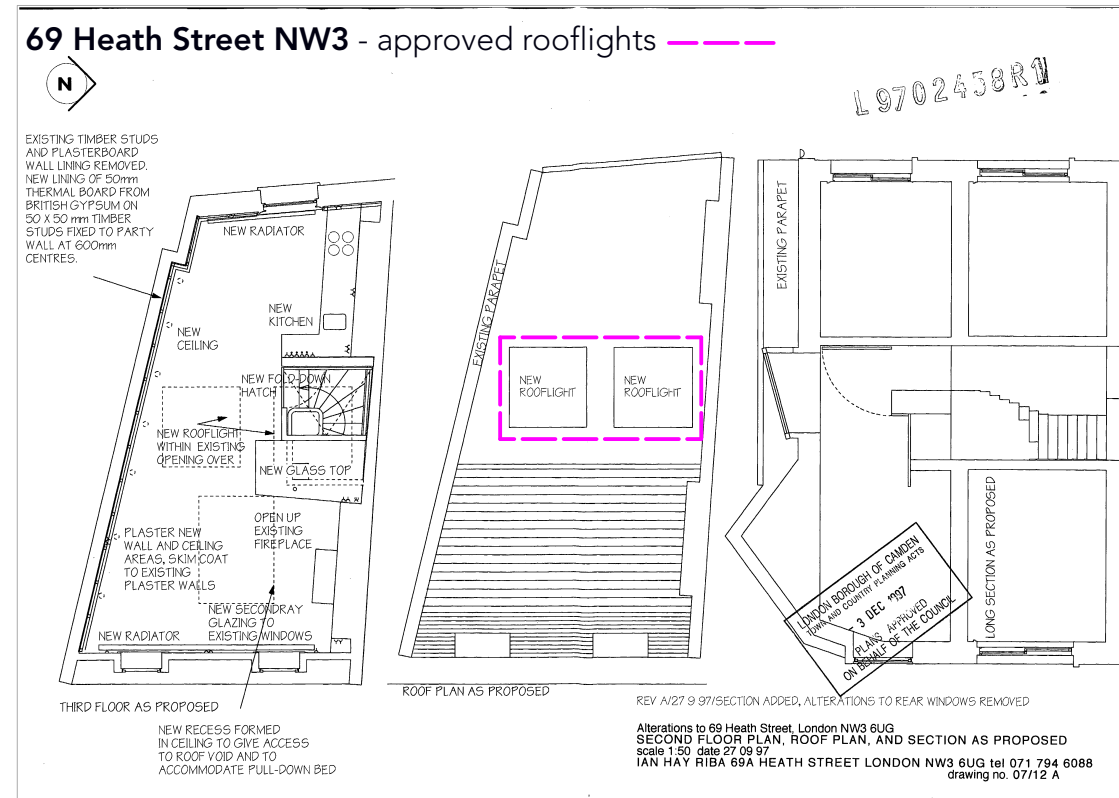 69 Heath Street NW3 - approved rooflights
N
L9702438R1
EXISTING TIMBER STUDS
AND PLASTERBOARD
WALL LINING REMOVED.
NEW LINING OF 50mm
THERMAL BOARD FROM
BRITISH GYPSUM ON
50 X 50 mm TIMBER
STUDS FIXED TO PARTY
WALL AT 600mm
CENTRES.
NEW RADIATOR
NEW
KITCHEN
NEW
CEILING
NEW FOLD-DOWN
HATCH
NEW ROOFLIGHT
WITHIN EXISTING
OPENING OVER
NEW GLASS TOP
OPEN UP
EXISTING
FIREPLACE
PLASTER NEW
WALL AND CEILING
AREAS, SKIM COAT
TO EXISTING
PLASTER WALLS
NEW SECONDRAY
GLAZING TO
EXISTING WINDOWS
NEW RADIATOR
THIRD FLOOR AS PROPOSED
NEW RECESS FORMED
IN CEILING TO GIVE ACCESS
TO ROOF VOID AND TO
ACCOMMODATE PULL-DOWN BED
EXISTING PARAPET
NEW
ROOFLIGHT
NEW
ROOFLIGHT
ROOF PLAN AS PROPOSED
EXISTING PARAPET
LONG SECTION AS PROPOSED
LONDON BOROUGH OF CAMDEN
TOWN AND COUNTRY PLANNING ACTS
- 3 DEC 1997
PLANS APPROVED
ON BEHALF OF THE COUNCIL
REV A/27 9 97/SECTION ADDED, ALTERATIONS TO REAR WINDOWS REMOVED
Alterations to 69 Heath Street, London NW3 6UG
SECOND FLOOR PLAN, ROOF PLAN, AND SECTION AS PROPOSED
scale 1:50 date 27 09 97
IAN HAY RIBA 69A HEATH STREET LONDON NW3 6UG tel 071 794 6088
drawing no. 07/12 A